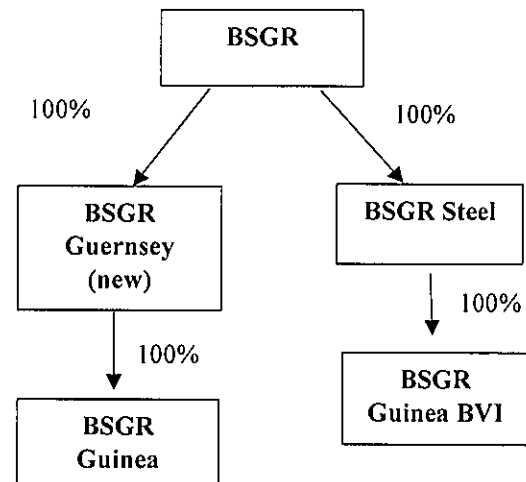 BSGR
100%
100%
BSGR
Guernsey
(new)
BSGR Steel
100%
100%
BSGR
Guinea
BSGR
Guinea BVI